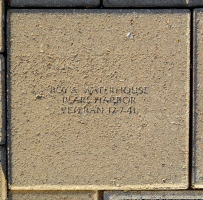 ROY A. WATERHOUSE
PEARL HARBOR
VETERAN 12-7-41